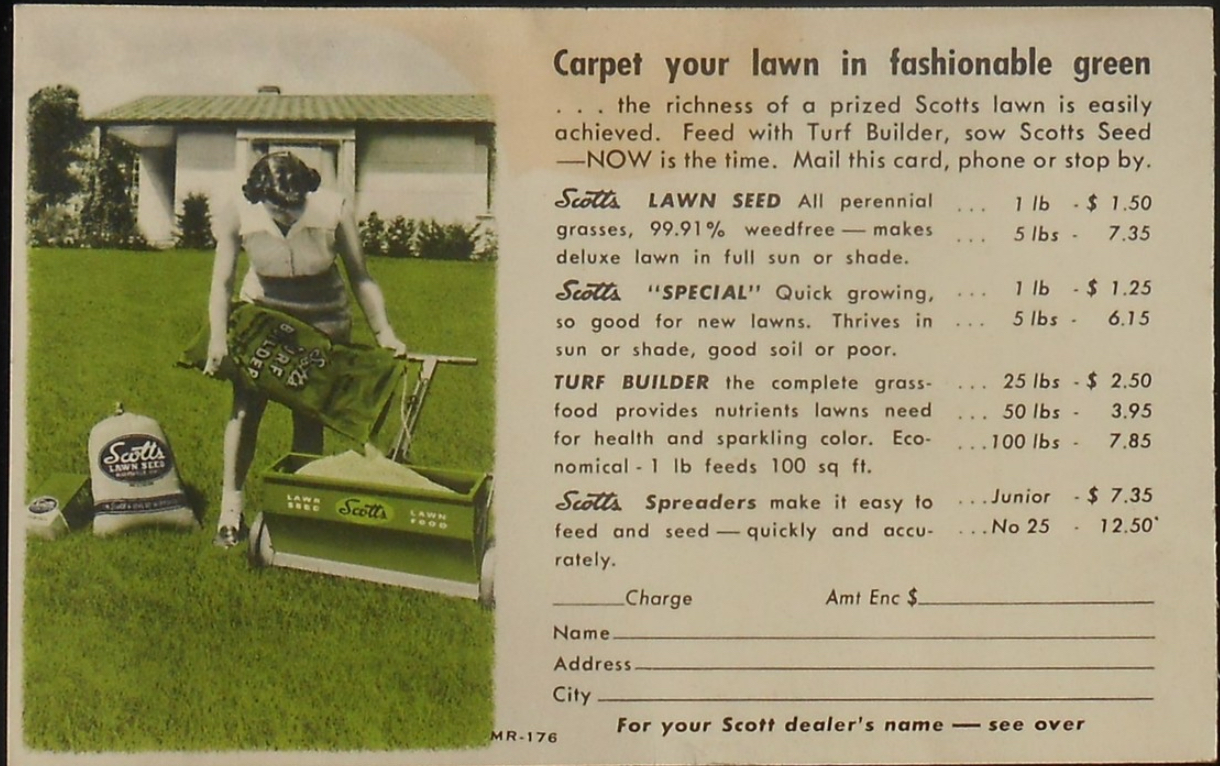 Carpet your lawn in fashionable green
. . . the richness of a prized Scotts lawn is easily
achieved. Feed with Turf Builder, sow Scotts Seed
—NOW is the time. Mail this card, phone or stop by.
Scotts LAWN SEED All perennial ... 1 lb - $ 1.50
grasses, 99.91% weedfree — makes ... 5 lbs - 7.35
deluxe lawn in full sun or shade.
Scotts "SPECIAL" Quick growing, ... 1 lb - $ 1.25
so good for new lawns. Thrives in ... 5 lbs - 6.15
sun or shade, good soil or poor.
TURF BUILDER the complete grass- ... 25 lbs - $ 2.50
food provides nutrients lawns need ... 50 lbs - 3.95
for health and sparkling color. Eco- ...100 lbs - 7.85
nomical - 1 lb feeds 100 sq ft.
Scotts Spreaders make it easy to ...Junior - $ 7.35
feed and seed — quickly and accu- ...No 25 - 12.50
rately.
Charge Amt Enc $
Name
Address
City
For your Scott dealer's name — see over
MR-176
Scotts
TURF
BUILDER
Scotts
LAWN SEED
Scotts
LAWN
SEED
Scotts
LAWN
FOOD